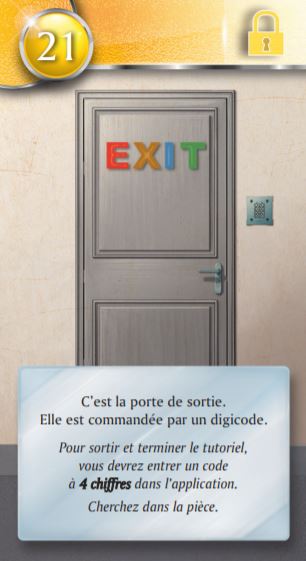 21
EXIT
C'est la porte de sortie.
Elle est commandée par un digicode.
Pour sortir et terminer le tutoriel,
vous devrez entrer un code
à 4 chiffres dans l'application.
Cherchez dans la pièce.